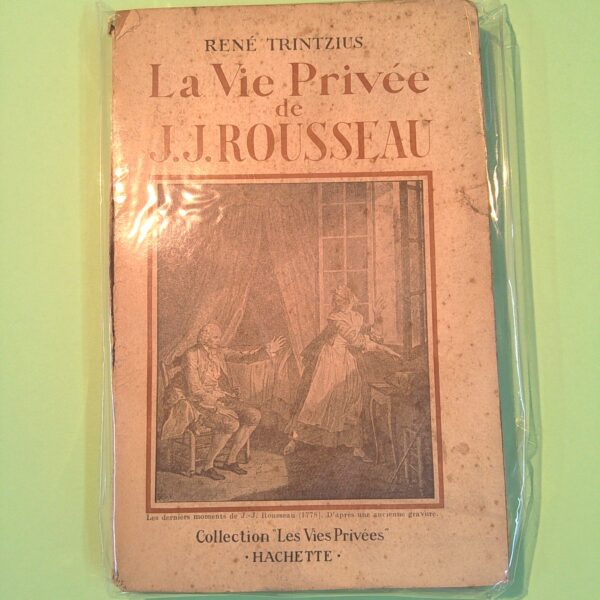 RENÉ TRINTZIUS
La Vie Privée
de
J.J. ROUSSEAU
Les derniers moments de J.-J. Rousseau (1778). D'après une ancienne gravure.
Collection "Les Vies Privées"
· HACHETTE ·